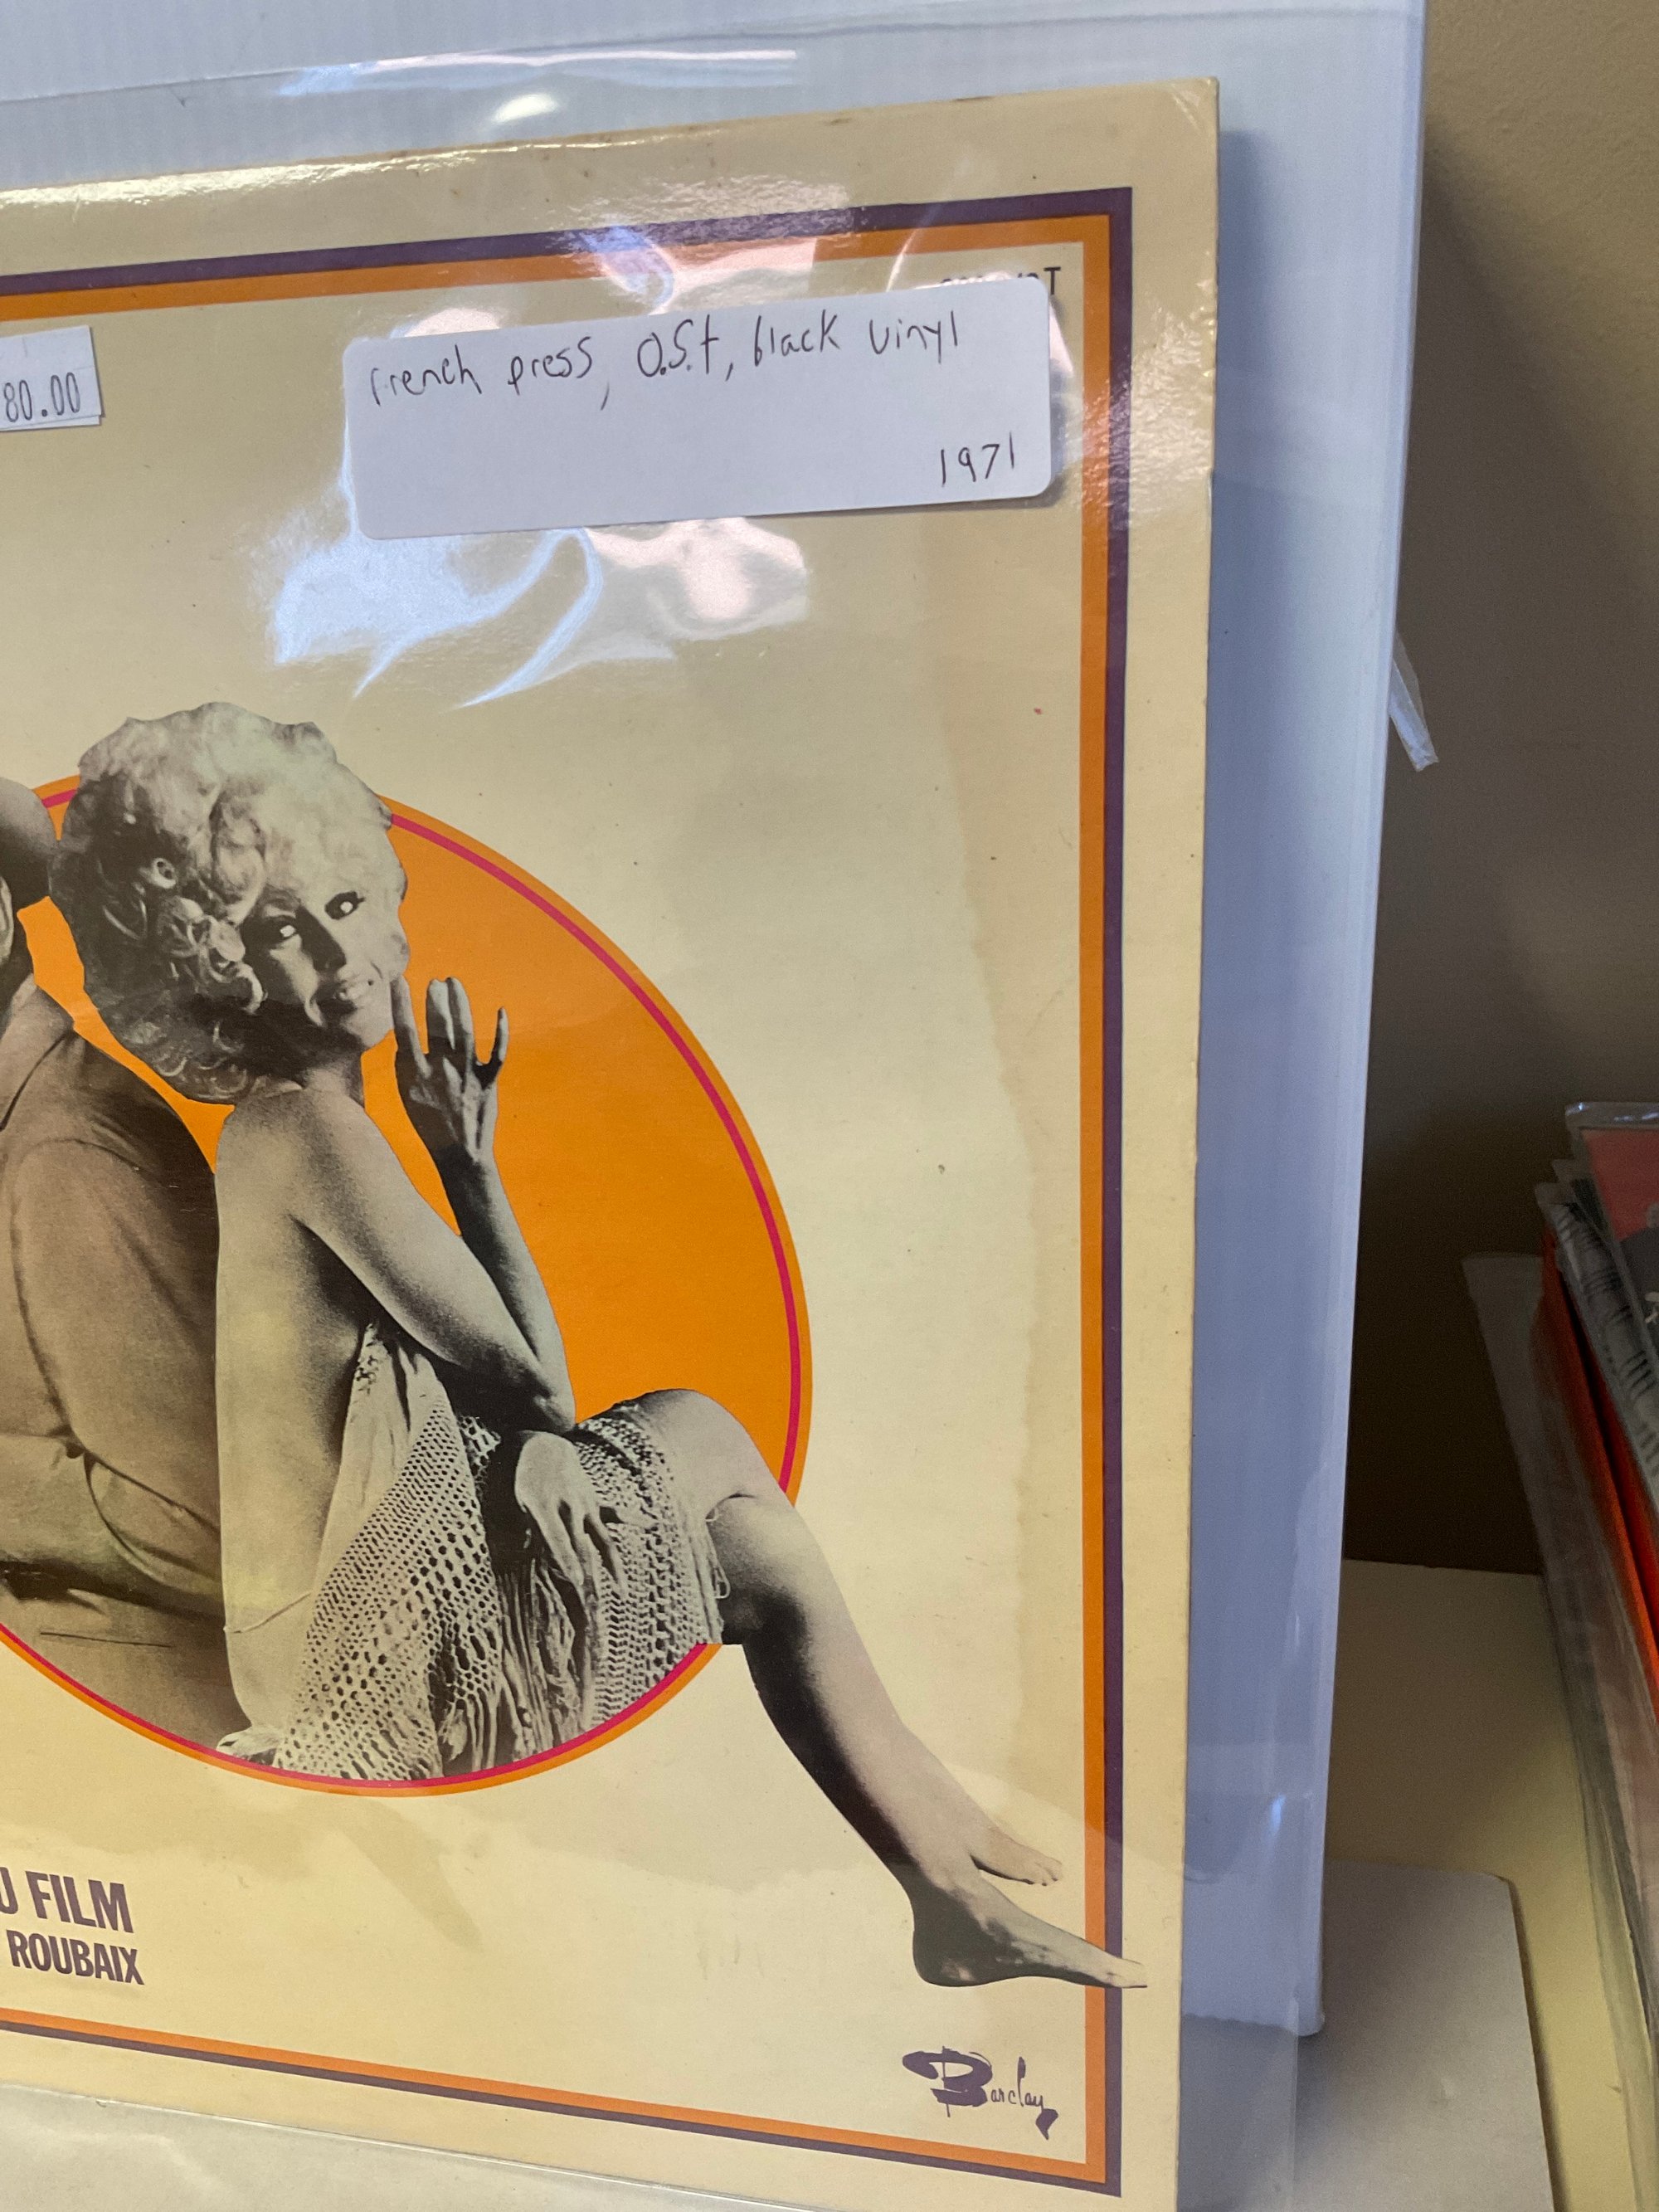 French press, O.S.t, black vinyl
80.00
1971
U FILM
ROUBAIX
Barclay